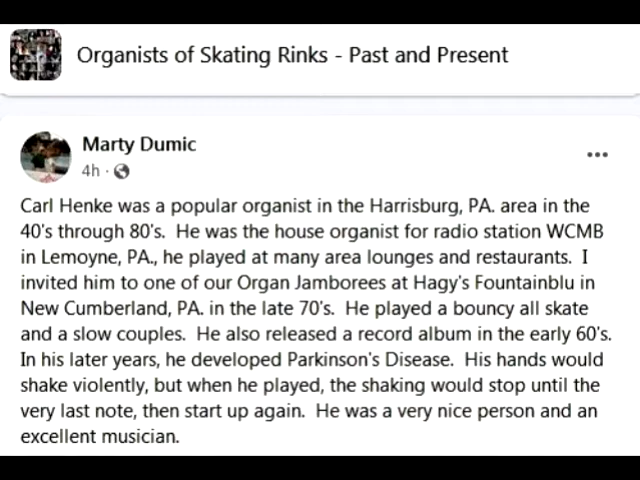 Organists of Skating Rinks - Past and Present
Marty Dumic
4h ·
Carl Henke was a popular organist in the Harrisburg, PA. area in the
40's through 80's.  He was the house organist for radio station WCMB
in Lemoyne, PA., he played at many area lounges and restaurants.  I
invited him to one of our Organ Jamborees at Hagy's Fountainblu in
New Cumberland, PA. in the late 70's.  He played a bouncy all skate
and a slow couples.  He also released a record album in the early 60's.
In his later years, he developed Parkinson's Disease.  His hands would
shake violently, but when he played, the shaking would stop until the
very last note, then start up again.  He was a very nice person and an
excellent musician.